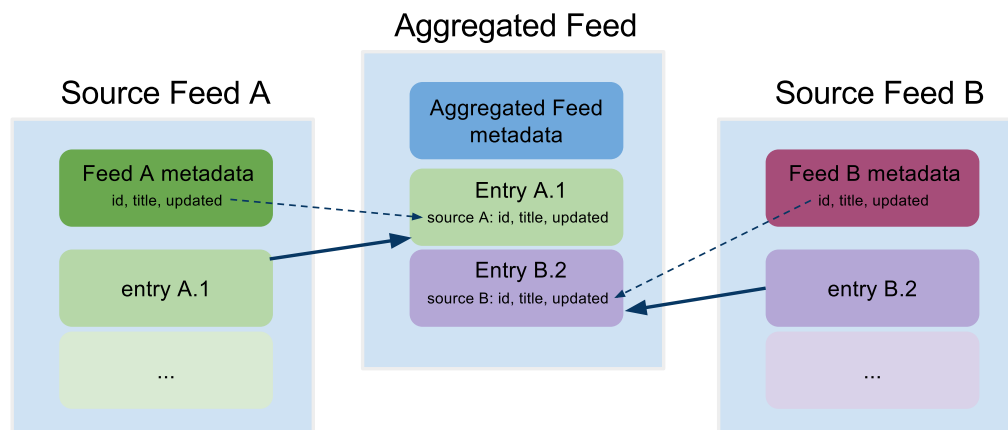 Aggregated Feed
Source Feed A
Source Feed B
Aggregated Feed
metadata
Feed A metadata
id, title, updated
Entry A.1
source A: id, title, updated
Feed B metadata
id, title, updated
entry A.1
Entry B.2
source B: id, title, updated
entry B.2
...
...